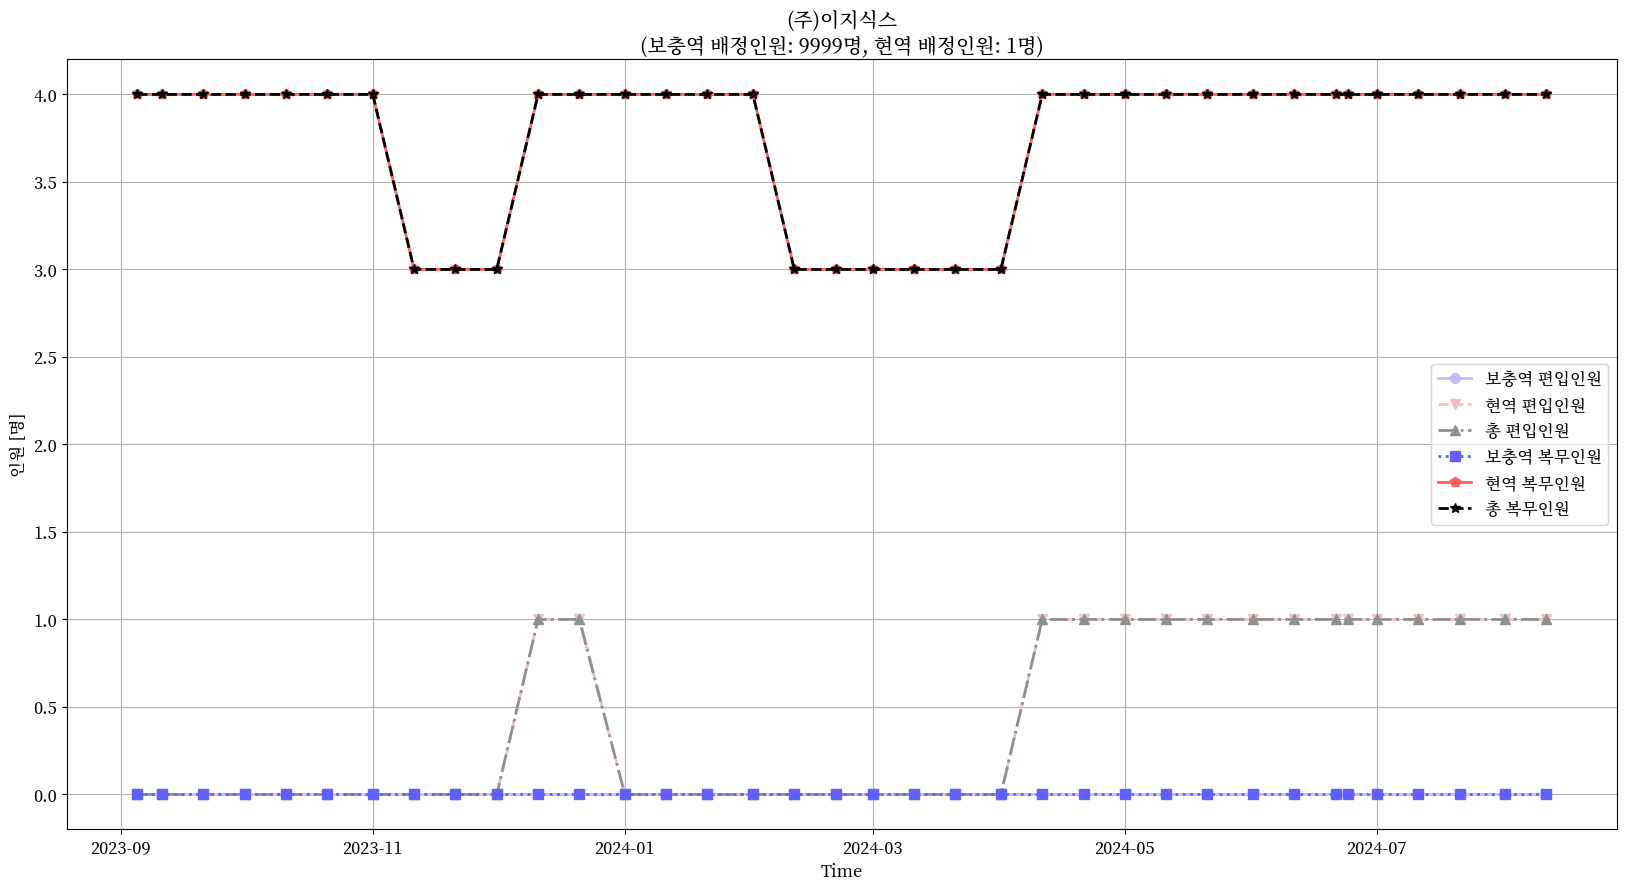 (주)이지식스
(보충역 배정인원: 9999명, 현역 배정인원: 1명)
4.0
3.5
3.0
2.5
2.0
1.5
1.0
0.5
0.0
인원 [명]
보충역 편입인원
현역 편입인원
총 편입인원
보충역 복무인원
현역 복무인원
총 복무인원
2023-09
2023-11
2024-01
2024-03
2024-05
2024-07
Time